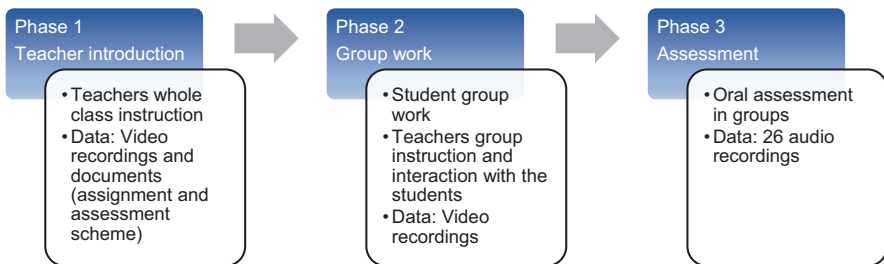 Phase 1
Teacher introduction
• Teachers whole
class instruction
• Data: Video
recordings and
documents
(assignment and
assessment
scheme)
Phase 2
Group work
• Student group
work
• Teachers group
instruction and
interaction with the
students
• Data: Video
recordings
Phase 3
Assessment
• Oral assessment
in groups
• Data: 26 audio
recordings